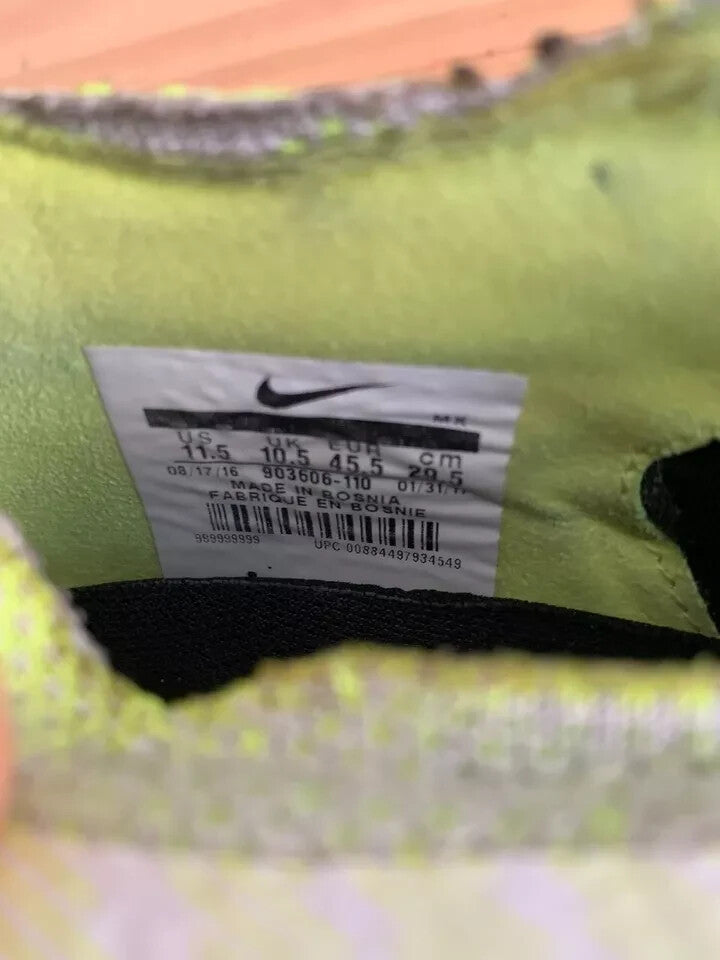 MK
US UK EUR cm
11.5 10.5 45.5 29.5
08/17/16 903606-110 01/31/17
MADE IN BOSNIA
FABRIQUE EN BOSNIE
999999999 UPC 00884497934549